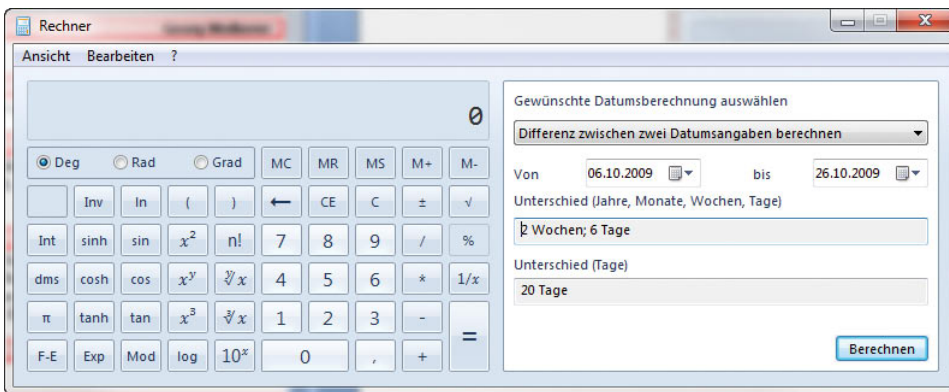 Rechner
Ansicht Bearbeiten ?
0
Deg Rad Grad MC MR MS M+ M-
Inv ln ( ) ← CE C ± √
Int sinh sin x² n! 7 8 9 / %
dms cosh cos xʸ ʸ√x 4 5 6 * 1/x
π tanh tan x³ ³√x 1 2 3 - =
F-E Exp Mod log 10ˣ 0 , +
Gewünschte Datumsberechnung auswählen
Differenz zwischen zwei Datumsangaben berechnen
Von 06.10.2009 bis 26.10.2009
Unterschied (Jahre, Monate, Wochen, Tage)
2 Wochen; 6 Tage
Unterschied (Tage)
20 Tage
Berechnen